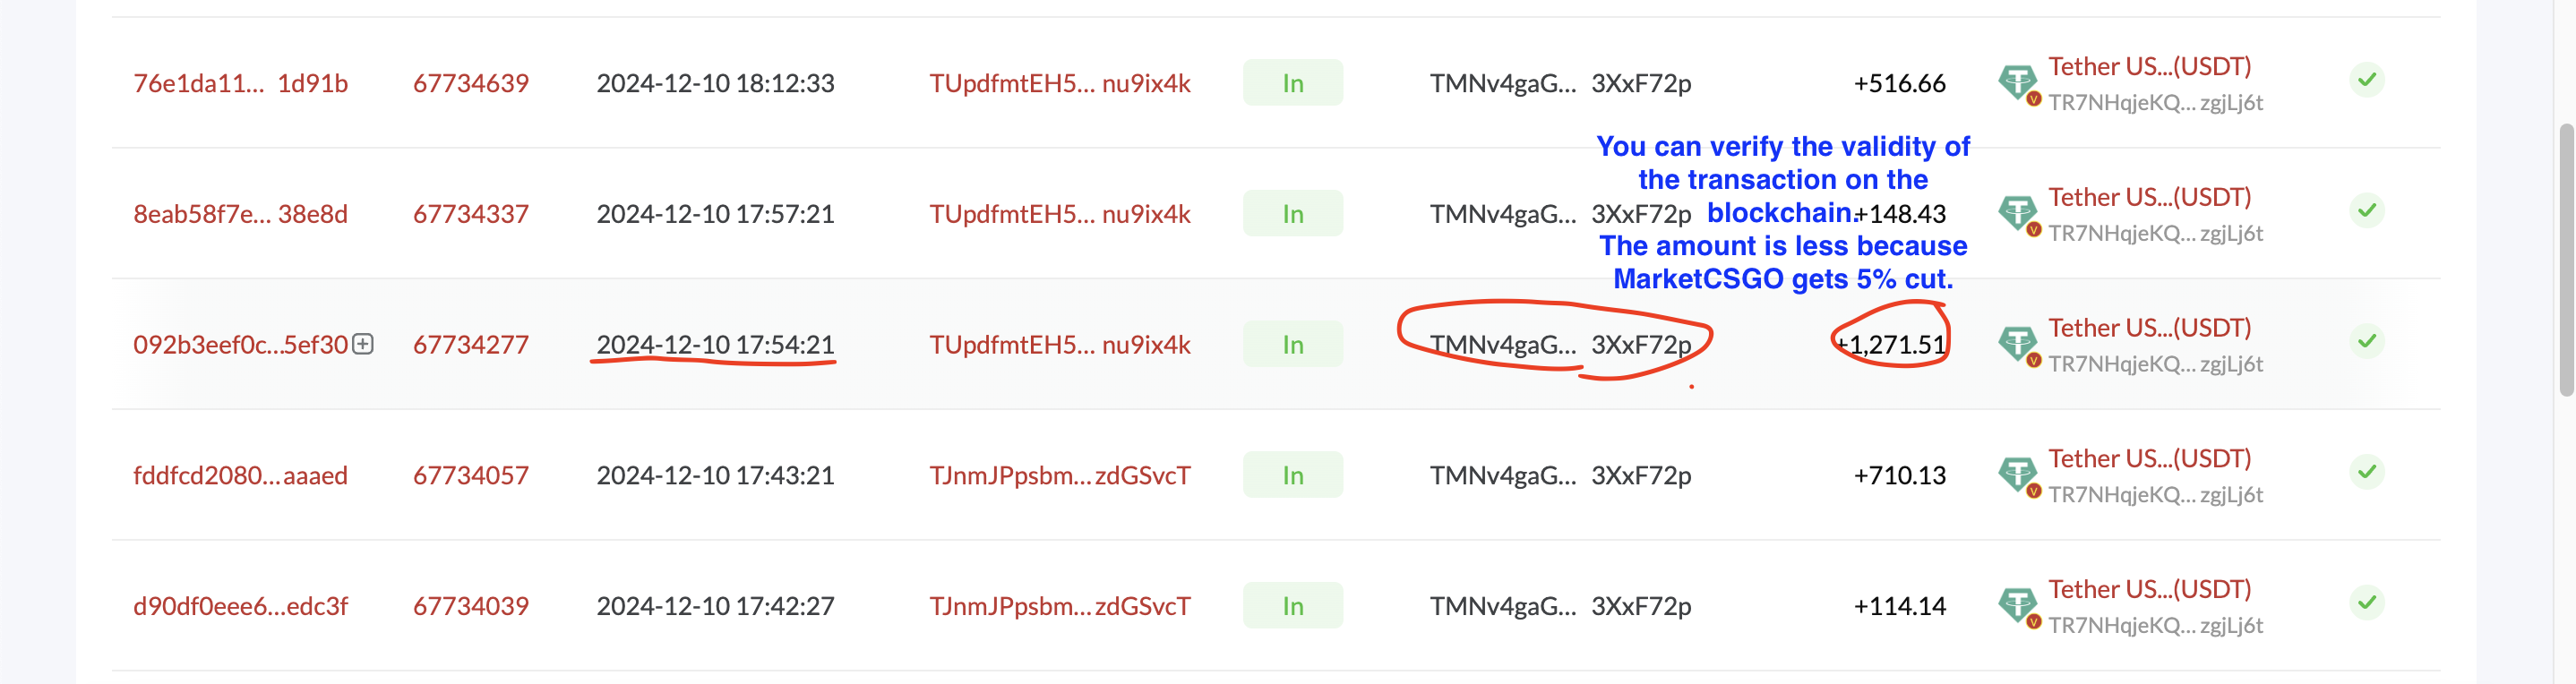 76e1da11... 1d91b 67734639 2024-12-10 18:12:33 TUpdfmtEH5... nu9ix4k In TMNv4gaG... 3XxF72p +516.66 Tether US...(USDT)
TR7NHqjeKQ... zgjLj6t
You can verify the validity of
the transaction on the
blockchain.
The amount is less because
MarketCSGO gets 5% cut.
8eab58f7e... 38e8d 67734337 2024-12-10 17:57:21 TUpdfmtEH5... nu9ix4k In TMNv4gaG... 3XxF72p +148.43 Tether US...(USDT)
TR7NHqjeKQ... zgjLj6t
092b3eef0c...5ef30 67734277 2024-12-10 17:54:21 TUpdfmtEH5... nu9ix4k In TMNv4gaG... 3XxF72p +1,271.51 Tether US...(USDT)
TR7NHqjeKQ... zgjLj6t
fddfcd2080...aaaed 67734057 2024-12-10 17:43:21 TJnmJPpsbm... zdGSvcT In TMNv4gaG... 3XxF72p +710.13 Tether US...(USDT)
TR7NHqjeKQ... zgjLj6t
d90df0eee6...edc3f 67734039 2024-12-10 17:42:27 TJnmJPpsbm... zdGSvcT In TMNv4gaG... 3XxF72p +114.14 Tether US...(USDT)
TR7NHqjeKQ... zgjLj6t